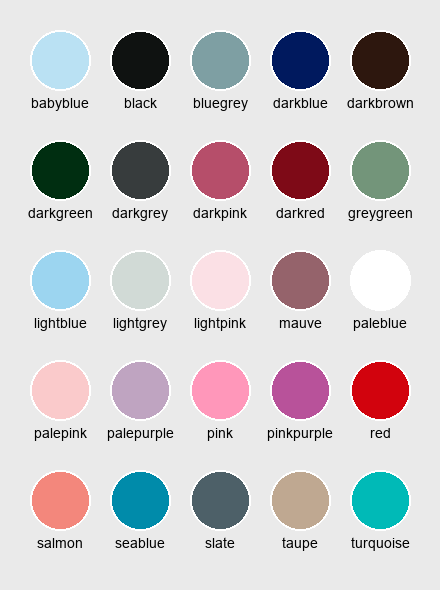 babyblue black bluegrey darkblue darkbrown
darkgreen darkgrey darkpink darkred greygreen
lightblue lightgrey lightpink mauve paleblue
palepink palepurple pink pinkpurple red
salmon seablue slate taupe turquoise